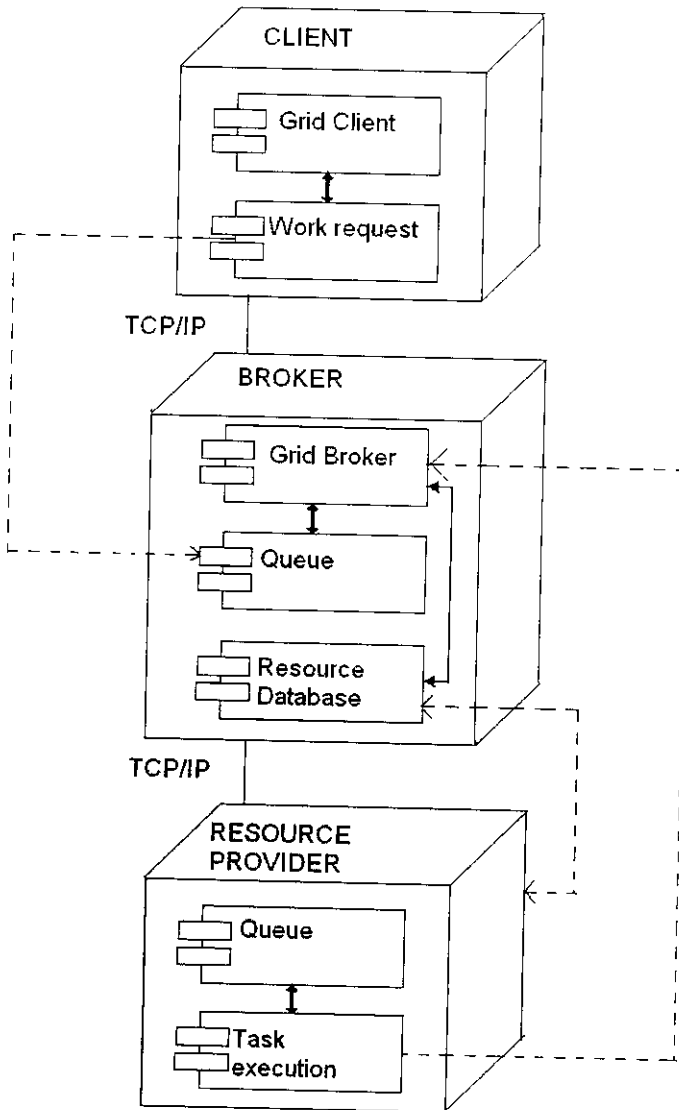 CLIENT
Grid Client
Work request
TCP/IP
BROKER
Grid Broker
Queue
Resource
Database
TCP/IP
RESOURCE
PROVIDER
Queue
Task
execution